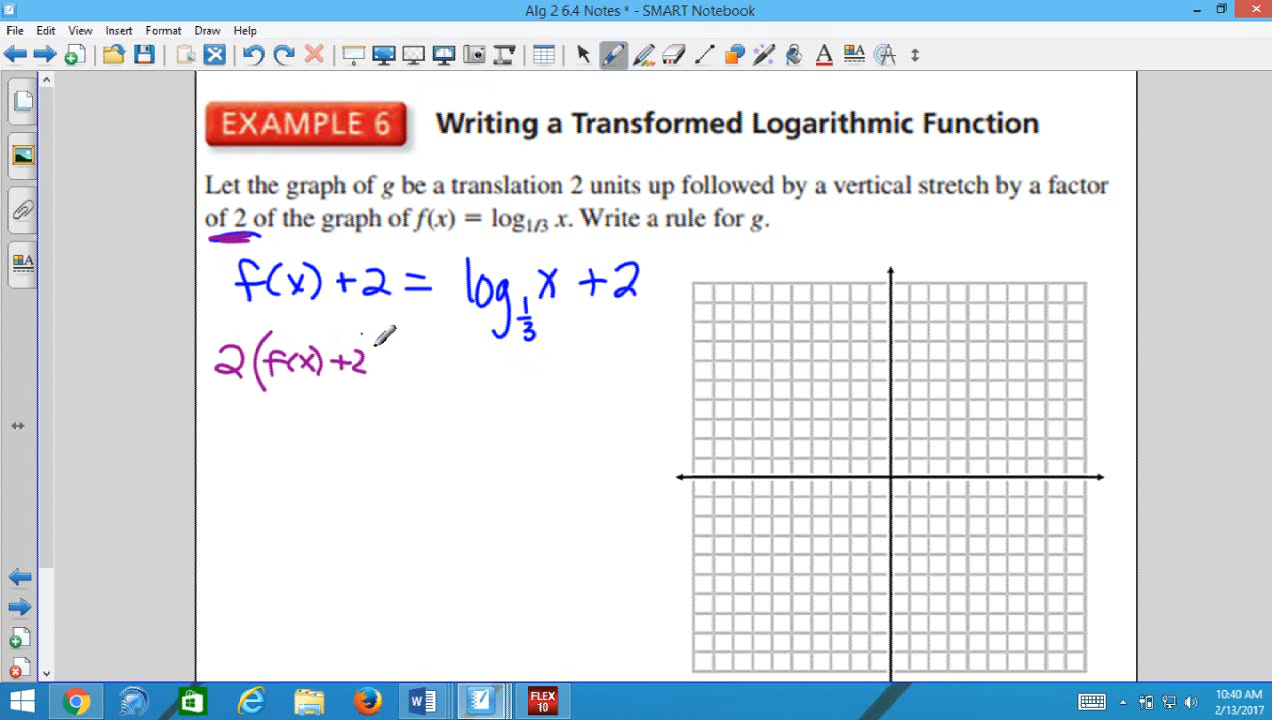 Alg 2 6.4 Notes * - SMART Notebook
File Edit View Insert Format Draw Help
EXAMPLE 6 Writing a Transformed Logarithmic Function
Let the graph of g be a translation 2 units up followed by a vertical stretch by a factor
of 2 of the graph of f(x) = log₁/₃ x. Write a rule for g.
f(x) + 2 = log₁/₃ x + 2
2(f(x) + 2
FLEX 10
10:40 AM
2/13/2017